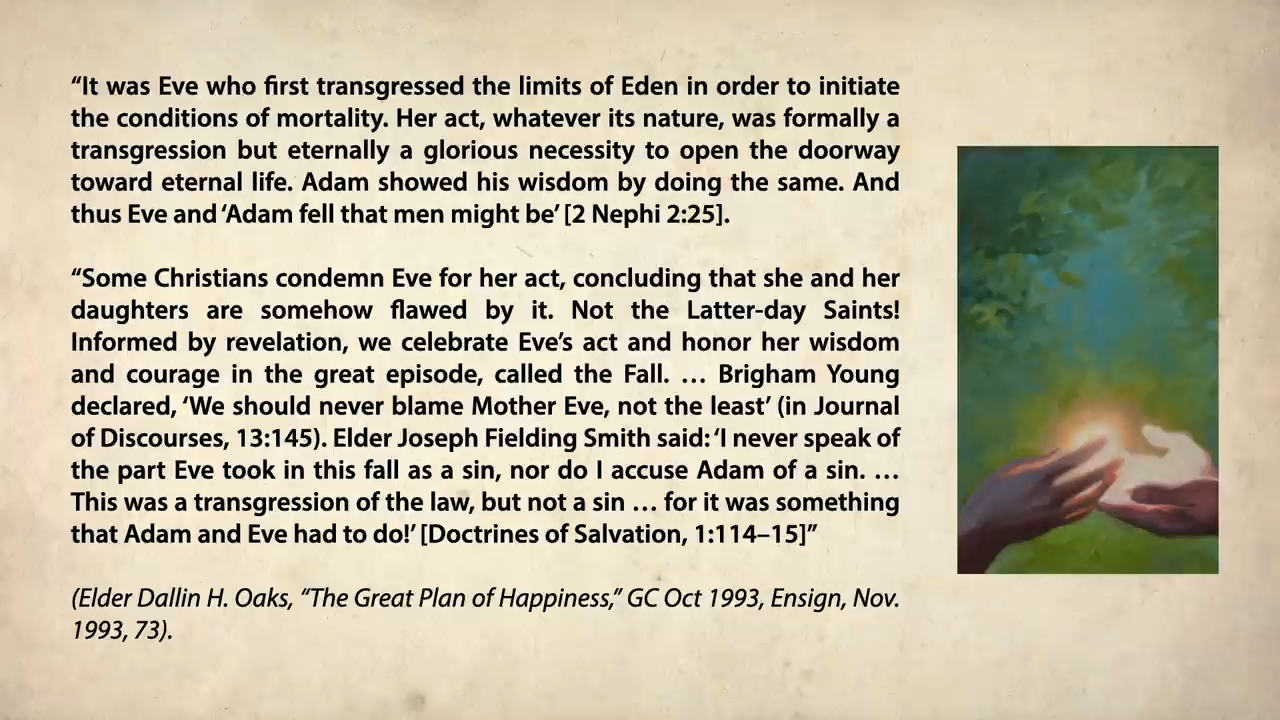 “It was Eve who first transgressed the limits of Eden in order to initiate
the conditions of mortality. Her act, whatever its nature, was formally a
transgression but eternally a glorious necessity to open the doorway
toward eternal life. Adam showed his wisdom by doing the same. And
thus Eve and ‘Adam fell that men might be’ [2 Nephi 2:25].
“Some Christians condemn Eve for her act, concluding that she and her
daughters are somehow flawed by it. Not the Latter-day Saints!
Informed by revelation, we celebrate Eve’s act and honor her wisdom
and courage in the great episode, called the Fall. … Brigham Young
declared, ‘We should never blame Mother Eve, not the least’ (in Journal
of Discourses, 13:145). Elder Joseph Fielding Smith said: ‘I never speak of
the part Eve took in this fall as a sin, nor do I accuse Adam of a sin. …
This was a transgression of the law, but not a sin … for it was something
that Adam and Eve had to do!’ [Doctrines of Salvation, 1:114–15]”
(Elder Dallin H. Oaks, “The Great Plan of Happiness,” GC Oct 1993, Ensign, Nov.
1993, 73).